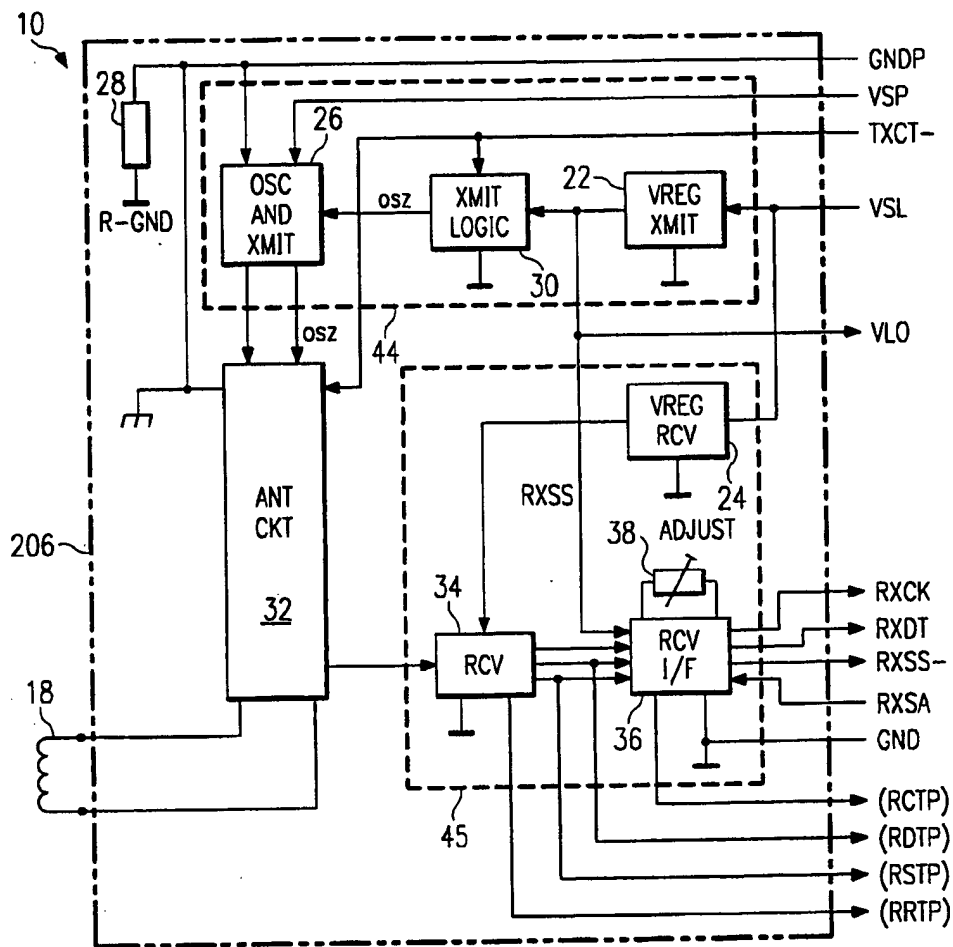 10
GNDP
28
VSP
26
TXCT-
OSC
AND
XMIT
osz
XMIT
LOGIC
22
VREG
XMIT
VSL
R-GND
30
osz
44
VLO
VREG
RCV
ANT
CKT
RXSS
24
38
ADJUST
206
32
34
RXCK
RCV
RCV
I/F
RXDT
RXSS-
18
36
RXSA
GND
45
(RCTP)
(RDTP)
(RSTP)
(RRTP)